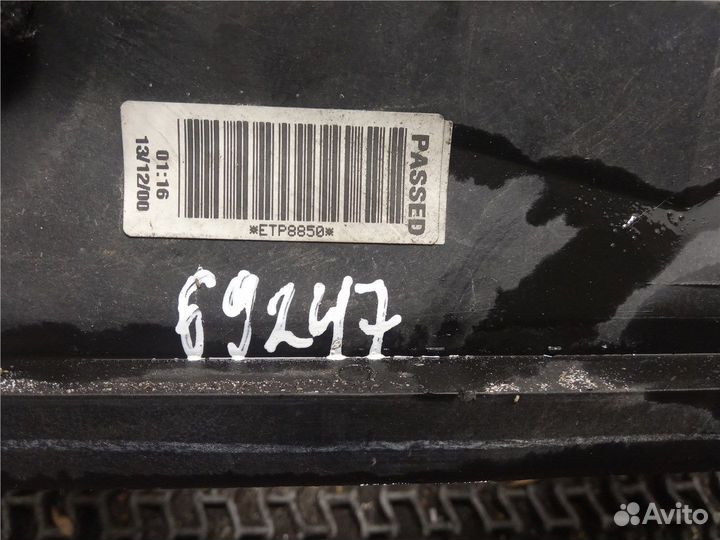 PASSED
01:16
13/12/00
*ETP8850*
69247
Avito